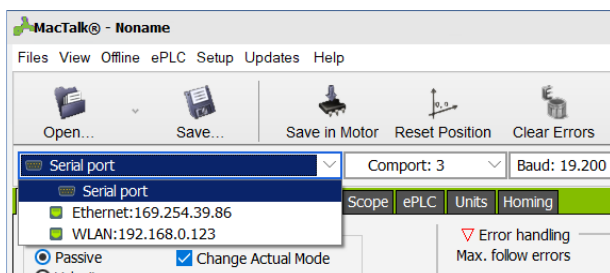 MacTalk® - Noname
Files View Offline ePLC Setup Updates Help
Open... Save... Save in Motor Reset Position Clear Errors
Serial port Comport: 3 Baud: 19.200
Serial port
Scope ePLC Units Homing
Ethernet:169.254.39.86
WLAN:192.168.0.123
Error handling
Passive Change Actual Mode Max. follow errors